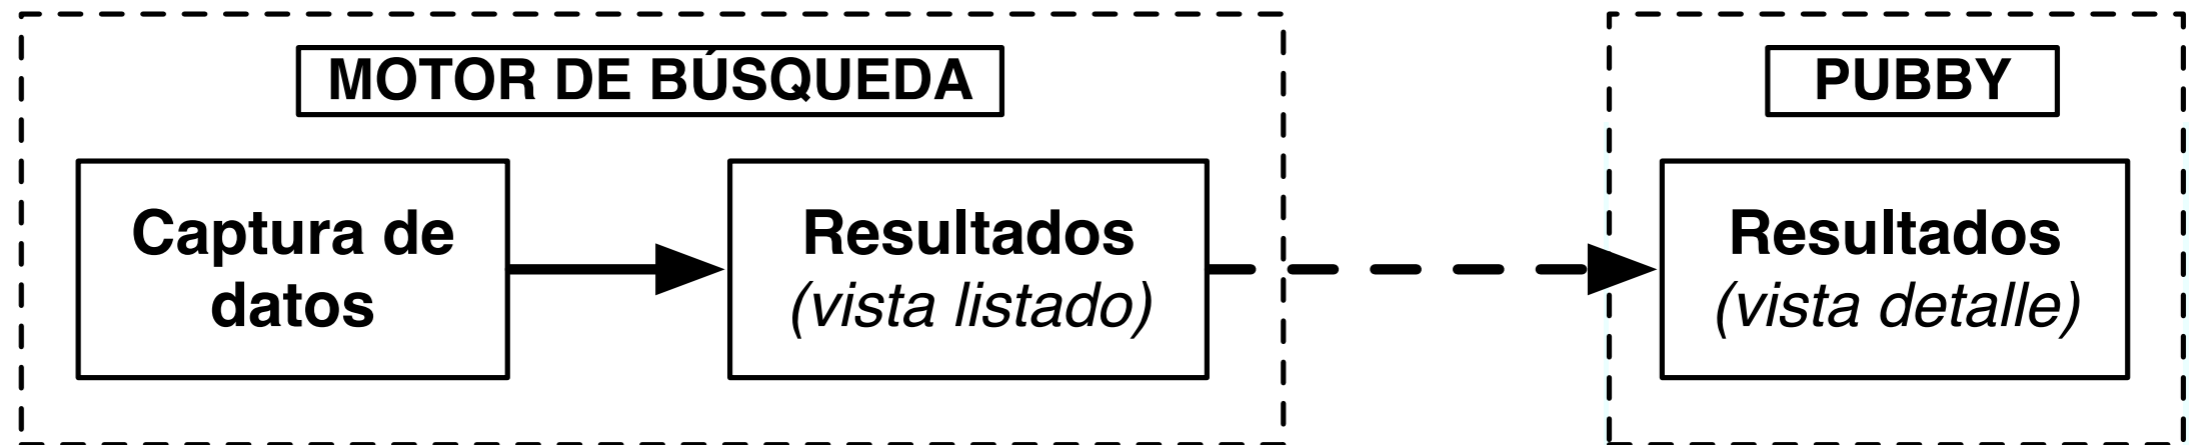 MOTOR DE BÚSQUEDA
Captura de
datos
Resultados
(vista listado)
PUBBY
Resultados
(vista detalle)